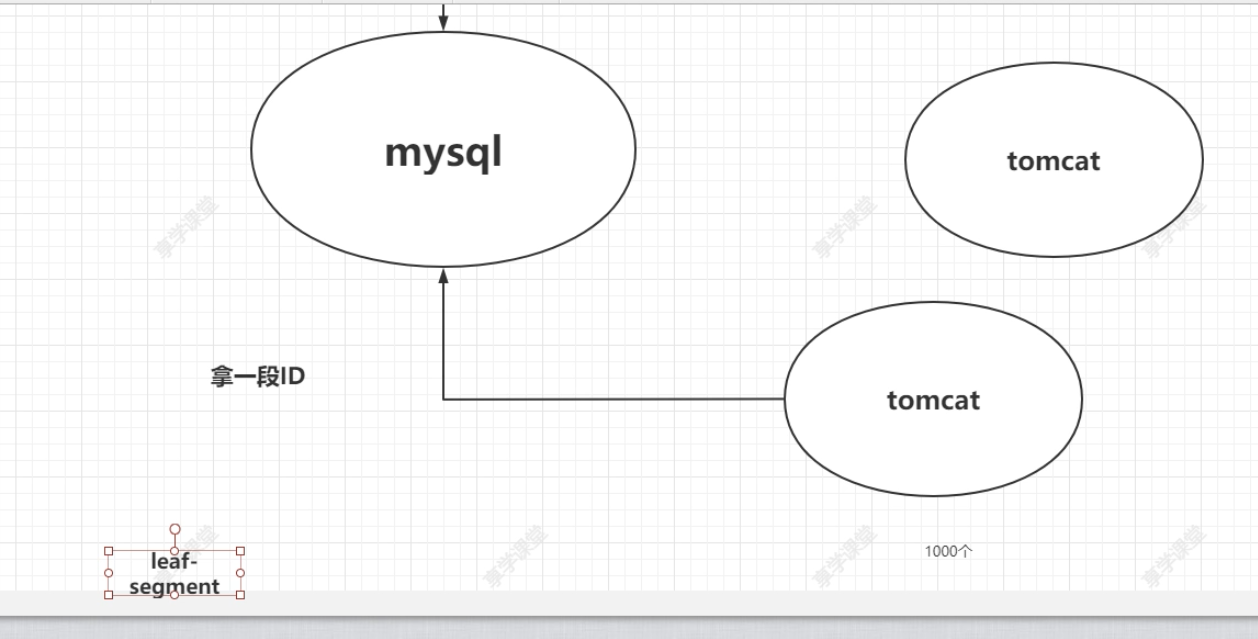 mysql
tomcat
享学课堂
享学课堂
享学课堂
拿一段ID
tomcat
享学课堂
享学课堂
享学课堂
享学课堂
1000个
leaf-
segment